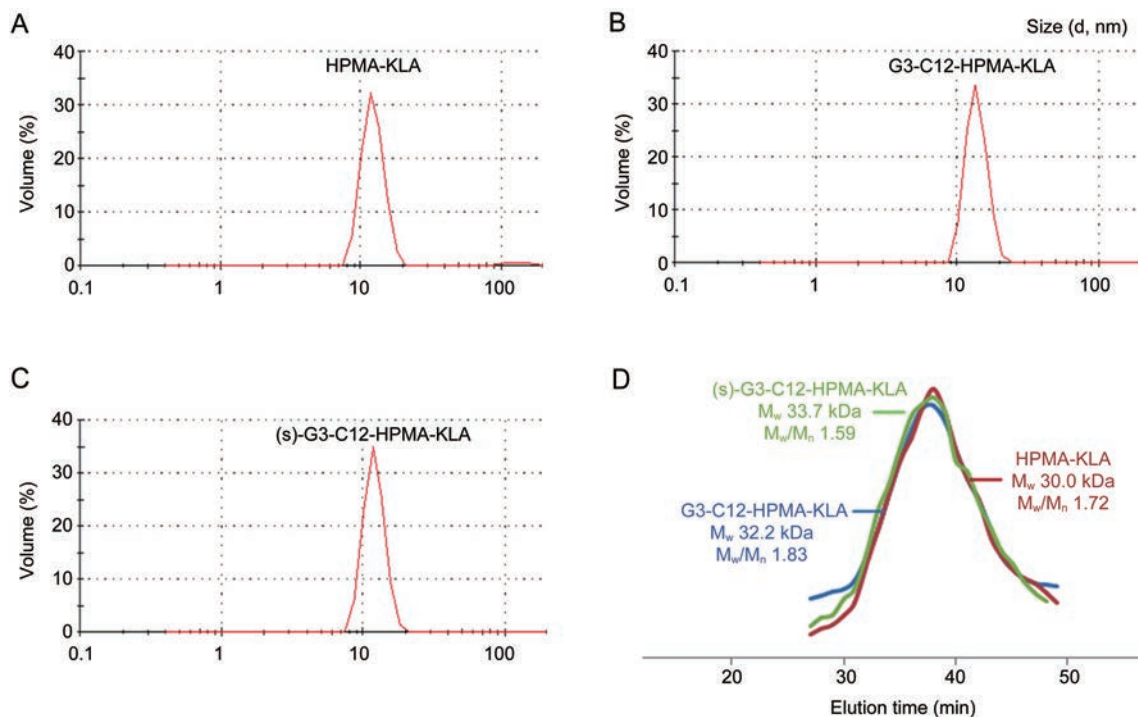 A
40
30
20
10
0
Volume (%)
HPMA-KLA
0.1
1
10
100
B
Size (d, nm)
40
30
20
10
0
Volume (%)
G3-C12-HPMA-KLA
0.1
1
10
100
C
40
30
20
10
0
Volume (%)
(s)-G3-C12-HPMA-KLA
0.1
1
10
100
D
(s)-G3-C12-HPMA-KLA
Mw 33.7 kDa
Mw/Mn 1.59
HPMA-KLA
Mw 30.0 kDa
Mw/Mn 1.72
G3-C12-HPMA-KLA
Mw 32.2 kDa
Mw/Mn 1.83
20
30
40
50
Elution time (min)